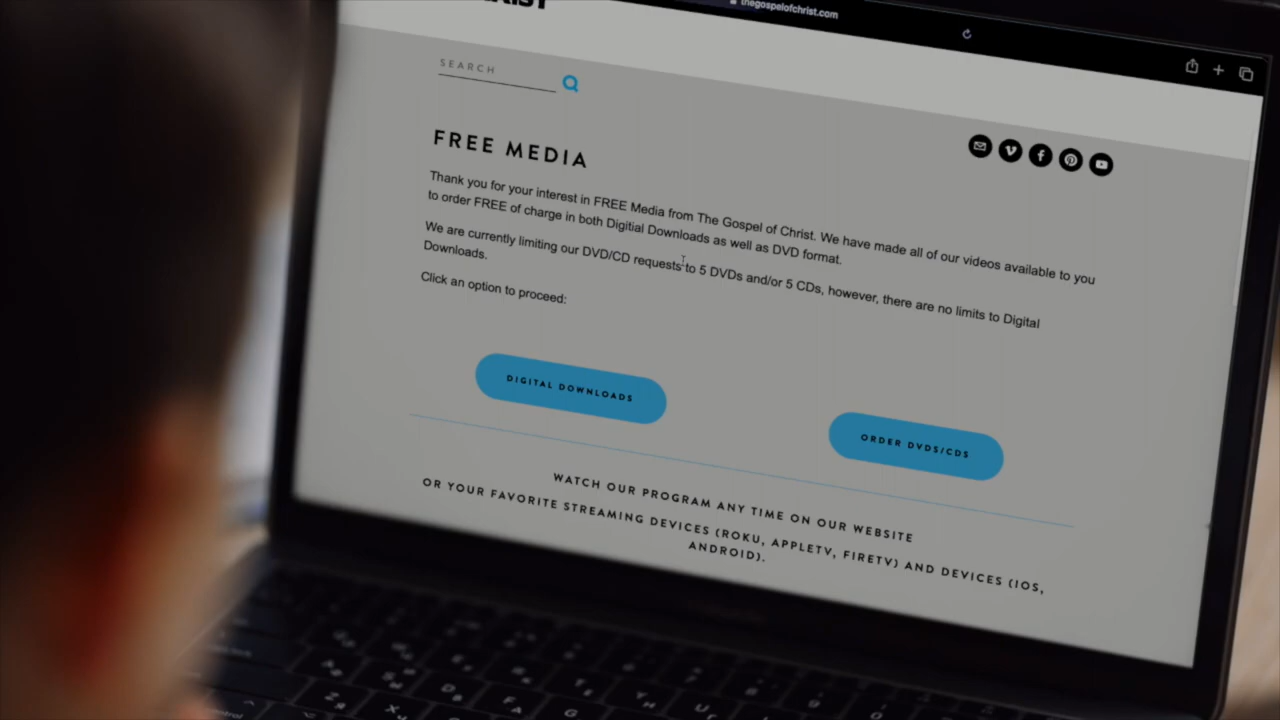 thegospelofchrist.com
SEARCH
FREE MEDIA
Thank you for your interest in FREE Media from The Gospel of Christ. We have made all of our videos available to you
to order FREE of charge in both Digitial Downloads as well as DVD format.
We are currently limiting our DVD/CD requests to 5 DVDs and/or 5 CDs, however, there are no limits to Digital
Downloads.
Click an option to proceed:
DIGITAL DOWNLOADS
ORDER DVDS/CDS
WATCH OUR PROGRAM ANY TIME ON OUR WEBSITE
OR YOUR FAVORITE STREAMING DEVICES (ROKU, APPLETV, FIRETV) AND DEVICES (IOS,
ANDROID).